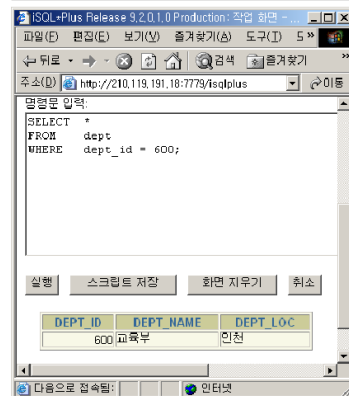 iSQL*Plus Release 9.2.0.1.0 Production: 작업 화면 - ...
파일(F) 편집(E) 보기(V) 즐겨찾기(A) 도구(T) 5 »
뒤로 검색 즐겨찾기 »
주소(D) http://210.119.191.18:7779/isqlplus 이동
명령문 입력:
SELECT *
FROM dept
WHERE dept_id = 600;
실행 스크립트 저장 화면 지우기 취소
DEPT_ID DEPT_NAME DEPT_LOC
600 교육부 인천
다음으로 접속됨: 인터넷